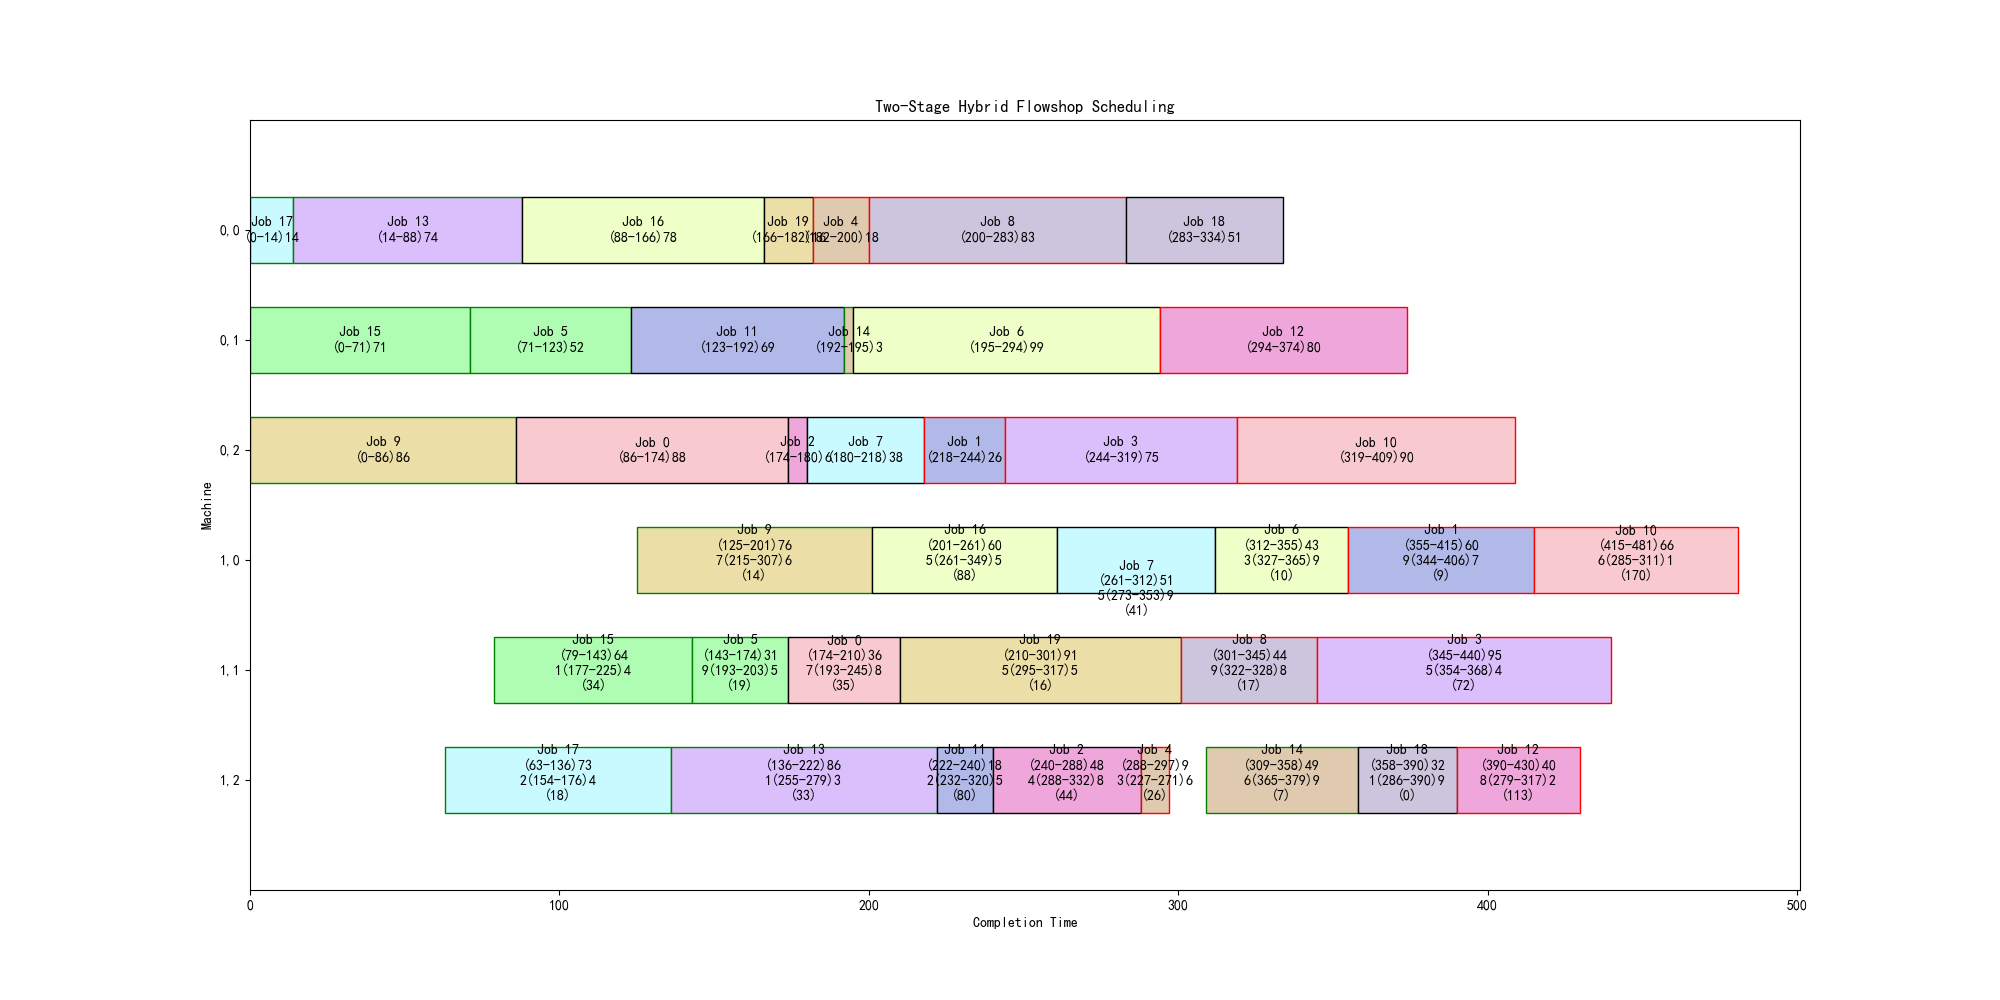 Two-Stage Hybrid Flowshop Scheduling
0,0
Job 17
(0-14)14
Job 13
(14-88)74
Job 16
(88-166)78
Job 19
(166-182)16
Job 4
(182-200)18
Job 8
(200-283)83
Job 18
(283-334)51
0,1
Job 15
(0-71)71
Job 5
(71-123)52
Job 11
(123-192)69
Job 14
(192-195)3
Job 6
(195-294)99
Job 12
(294-374)80
0,2
Job 9
(0-86)86
Job 0
(86-174)88
Job 2
(174-180)6
Job 7
(180-218)38
Job 1
(218-244)26
Job 3
(244-319)75
Job 10
(319-409)90
Machine
1,0
Job 9
(125-201)76
7(215-307)6
(14)
Job 16
(201-261)60
5(261-349)5
(88)
Job 7
(261-312)51
5(273-353)9
(41)
Job 6
(312-355)43
3(327-365)9
(10)
Job 1
(355-415)60
9(344-406)7
(9)
Job 10
(415-481)66
6(285-311)1
(170)
1,1
Job 15
(79-143)64
1(177-225)4
(34)
Job 5
(143-174)31
9(193-203)5
(19)
Job 0
(174-210)36
7(193-245)8
(35)
Job 19
(210-301)91
5(295-317)5
(16)
Job 8
(301-345)44
9(322-328)8
(17)
Job 3
(345-440)95
5(354-368)4
(72)
1,2
Job 17
(63-136)73
2(154-176)4
(18)
Job 13
(136-222)86
1(255-279)3
(33)
Job 11
(222-240)18
2(232-320)5
(80)
Job 2
(240-288)48
4(288-332)8
(44)
Job 4
(288-297)9
3(227-271)6
(26)
Job 14
(309-358)49
6(365-379)9
(7)
Job 18
(358-390)32
1(286-390)9
(0)
Job 12
(390-430)40
8(279-317)2
(113)
0
100
200
300
400
500
Completion Time